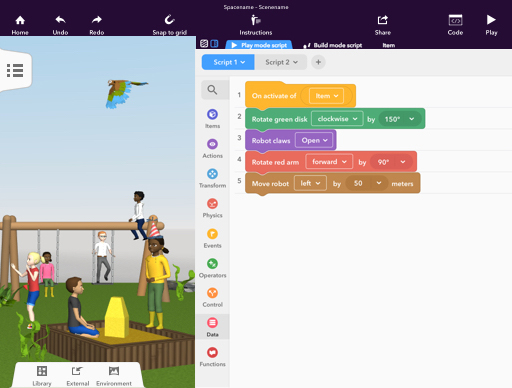 Spacename - Scenename
Home Undo Redo Snap to grid Instructions Share Code Play
Play mode script Build mode script Item
Script 1 Script 2 +
1 On activate of Item
2 Rotate green disk clockwise by 150°
3 Robot claws Open
4 Rotate red arm forward by 90°
5 Move robot left by 50 meters
Items
Actions
Transform
Physics
Events
Operators
Control
Data
Functions
Library External Environment